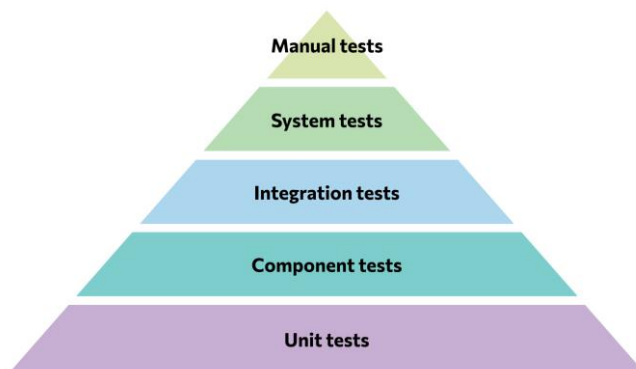 Manual tests
System tests
Integration tests
Component tests
Unit tests